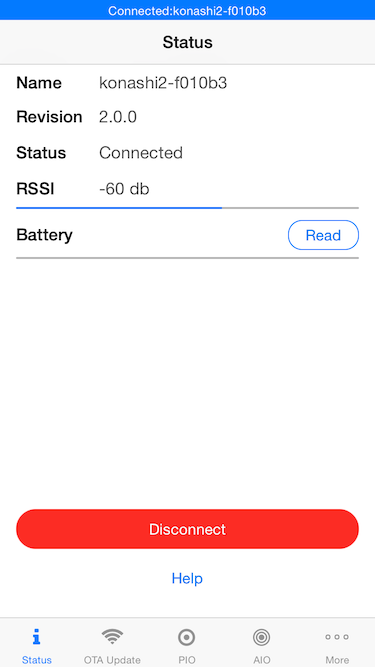 Connected:konashi2-f010b3
Status
Name konashi2-f010b3
Revision 2.0.0
Status Connected
RSSI -60 db
Battery Read
Disconnect
Help
Status OTA Update PIO AIO More